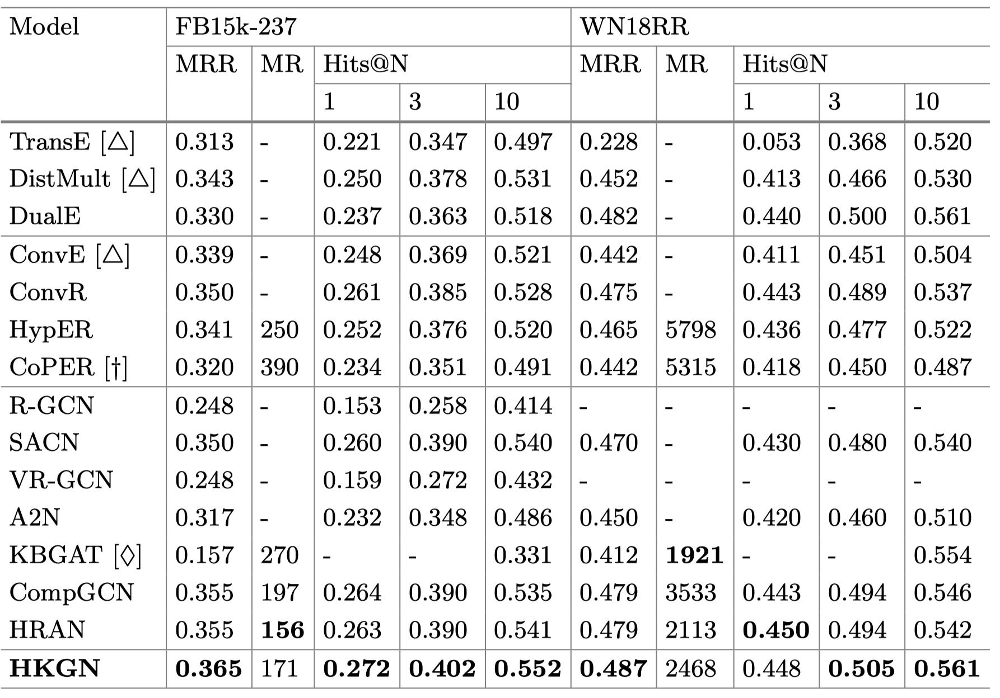 Model FB15k-237 WN18RR
MRR MR Hits@N MRR MR Hits@N
1 3 10 1 3 10
TransE [△] 0.313 - 0.221 0.347 0.497 0.228 - 0.053 0.368 0.520
DistMult [△] 0.343 - 0.250 0.378 0.531 0.452 - 0.413 0.466 0.530
DualE 0.330 - 0.237 0.363 0.518 0.482 - 0.440 0.500 0.561
ConvE [△] 0.339 - 0.248 0.369 0.521 0.442 - 0.411 0.451 0.504
ConvR 0.350 - 0.261 0.385 0.528 0.475 - 0.443 0.489 0.537
HypER 0.341 250 0.252 0.376 0.520 0.465 5798 0.436 0.477 0.522
CoPER [†] 0.320 390 0.234 0.351 0.491 0.442 5315 0.418 0.450 0.487
R-GCN 0.248 - 0.153 0.258 0.414 - - - - -
SACN 0.350 - 0.260 0.390 0.540 0.470 - 0.430 0.480 0.540
VR-GCN 0.248 - 0.159 0.272 0.432 - - - - -
A2N 0.317 - 0.232 0.348 0.486 0.450 - 0.420 0.460 0.510
KBGAT [◊] 0.157 270 - - 0.331 0.412 1921 - - 0.554
CompGCN 0.355 197 0.264 0.390 0.535 0.479 3533 0.443 0.494 0.546
HRAN 0.355 156 0.263 0.390 0.541 0.479 2113 0.450 0.494 0.542
HKGN 0.365 171 0.272 0.402 0.552 0.487 2468 0.448 0.505 0.561